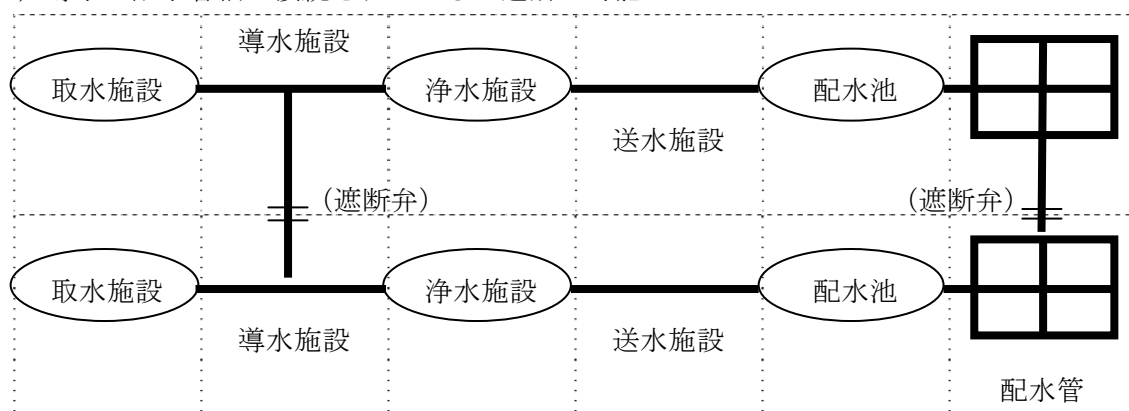 導水施設
取水施設 浄水施設 配水池
送水施設
(遮断弁) (遮断弁)
取水施設 浄水施設 配水池
導水施設 送水施設
配水管